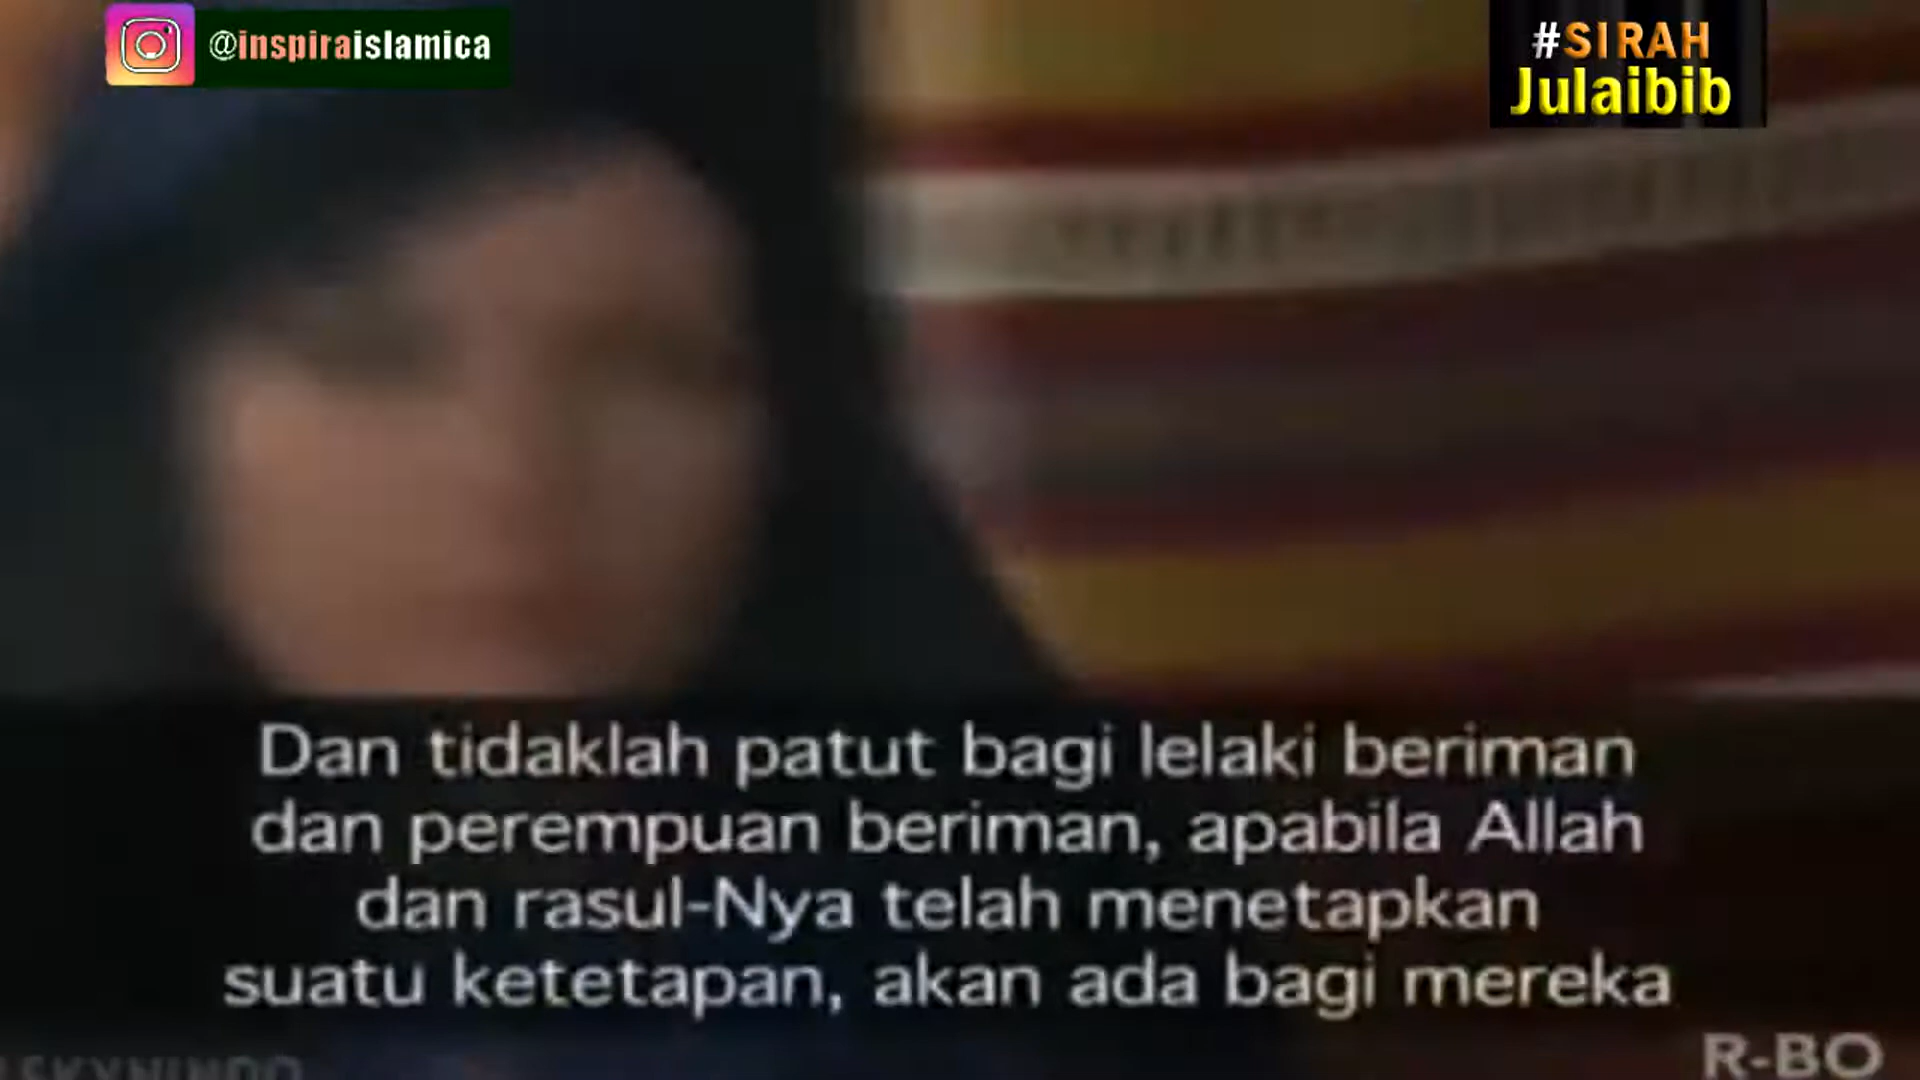 @inspiraislamica
#SIRAH
Julaibib
Dan tidaklah patut bagi lelaki beriman
dan perempuan beriman, apabila Allah
dan rasul-Nya telah menetapkan
suatu ketetapan, akan ada bagi mereka
R-BO